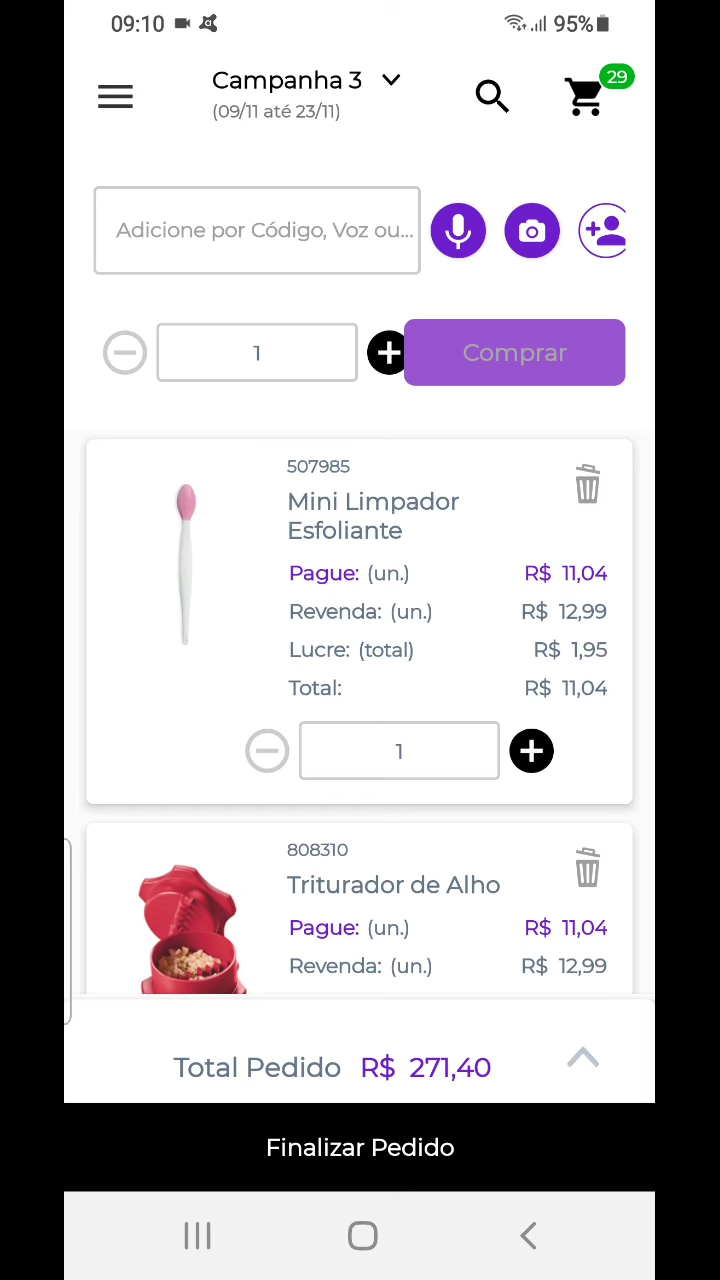 09:10
95%
Campanha 3
(09/11 até 23/11)
29
Adicione por Código, Voz ou...
1
Comprar
507985
Mini Limpador
Esfoliante
Pague: (un.) R$ 11,04
Revenda: (un.) R$ 12,99
Lucre: (total) R$ 1,95
Total: R$ 11,04
1
808310
Triturador de Alho
Pague: (un.) R$ 11,04
Revenda: (un.) R$ 12,99
Total Pedido R$ 271,40
Finalizar Pedido